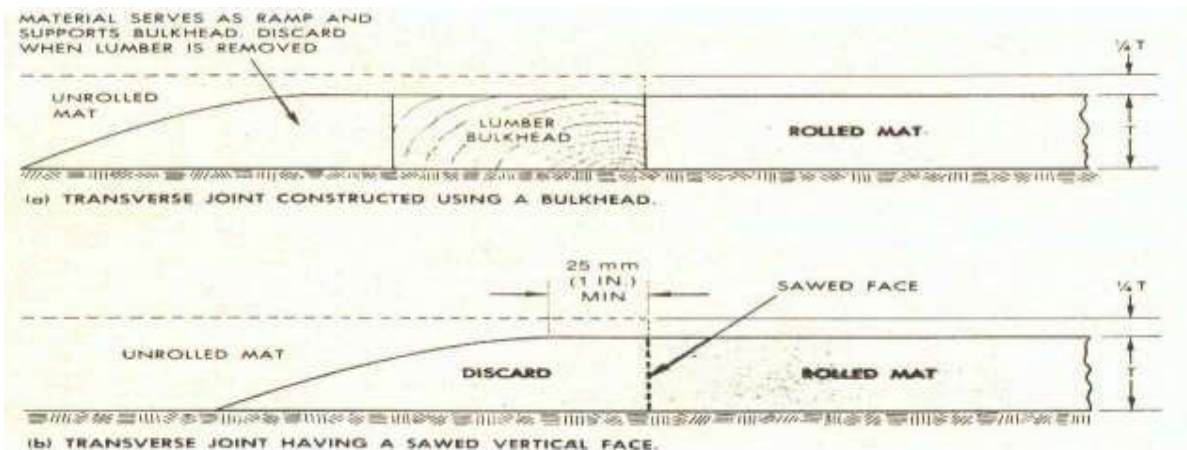 MATERIAL SERVES AS RAMP AND
SUPPORTS BULKHEAD. DISCARD
WHEN LUMBER IS REMOVED
¼ T
UNROLLED
MAT
LUMBER
BULKHEAD
ROLLED MAT
T
(a) TRANSVERSE JOINT CONSTRUCTED USING A BULKHEAD.
25 mm
(1 IN.)
MIN
SAWED FACE
¼ T
UNROLLED MAT
DISCARD
ROLLED MAT
T
(b) TRANSVERSE JOINT HAVING A SAWED VERTICAL FACE.